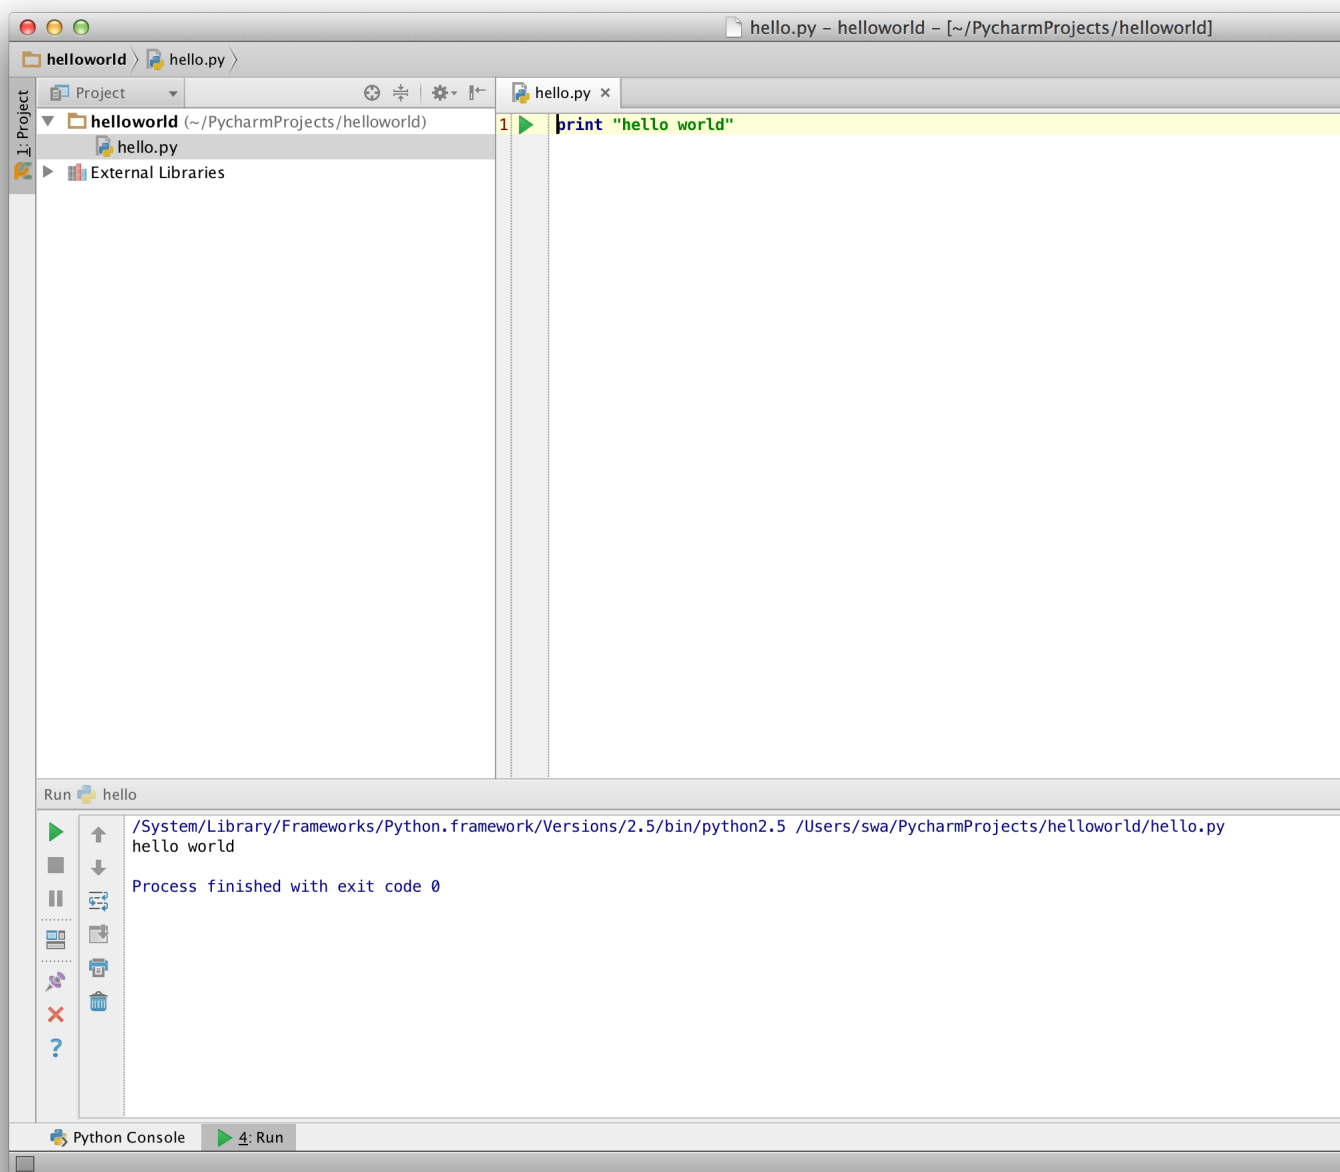 hello.py – helloworld – [~/PycharmProjects/helloworld]
helloworld hello.py
1: Project
Project
hello.py
helloworld (~/PycharmProjects/helloworld)
hello.py
External Libraries
1 print "hello world"
Run hello
/System/Library/Frameworks/Python.framework/Versions/2.5/bin/python2.5 /Users/swa/PycharmProjects/helloworld/hello.py
hello world
Process finished with exit code 0
Python Console
4: Run